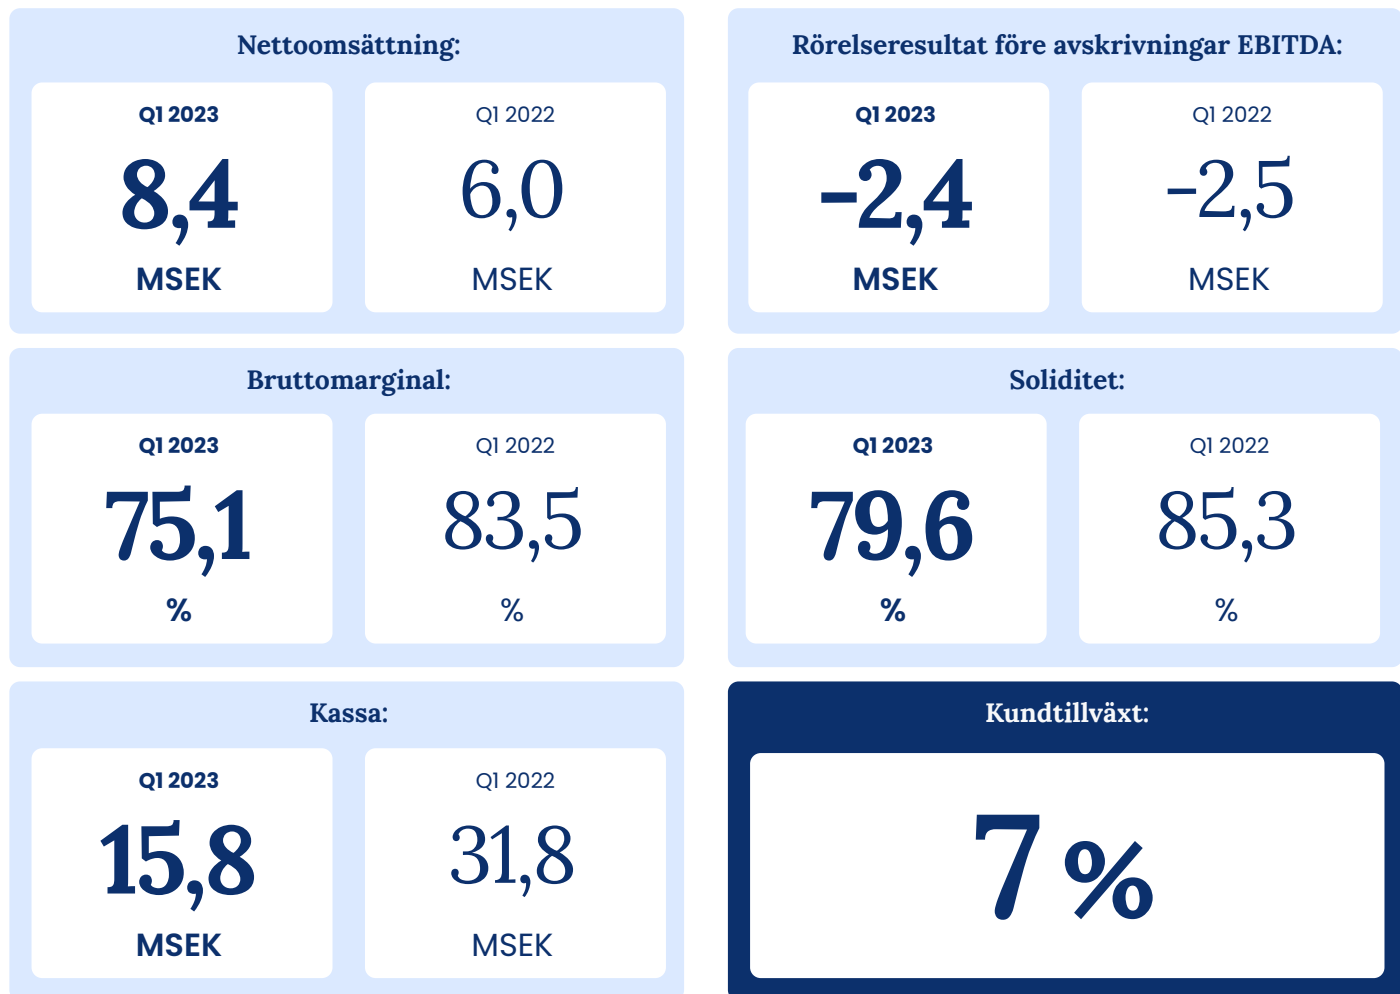 Nettoomsättning:
Q1 2023
8,4
MSEK
Q1 2022
6,0
MSEK
Rörelseresultat före avskrivningar EBITDA:
Q1 2023
-2,4
MSEK
Q1 2022
-2,5
MSEK
Bruttomarginal:
Q1 2023
75,1
%
Q1 2022
83,5
%
Soliditet:
Q1 2023
79,6
%
Q1 2022
85,3
%
Kassa:
Q1 2023
15,8
MSEK
Q1 2022
31,8
MSEK
Kundtillväxt:
7 %